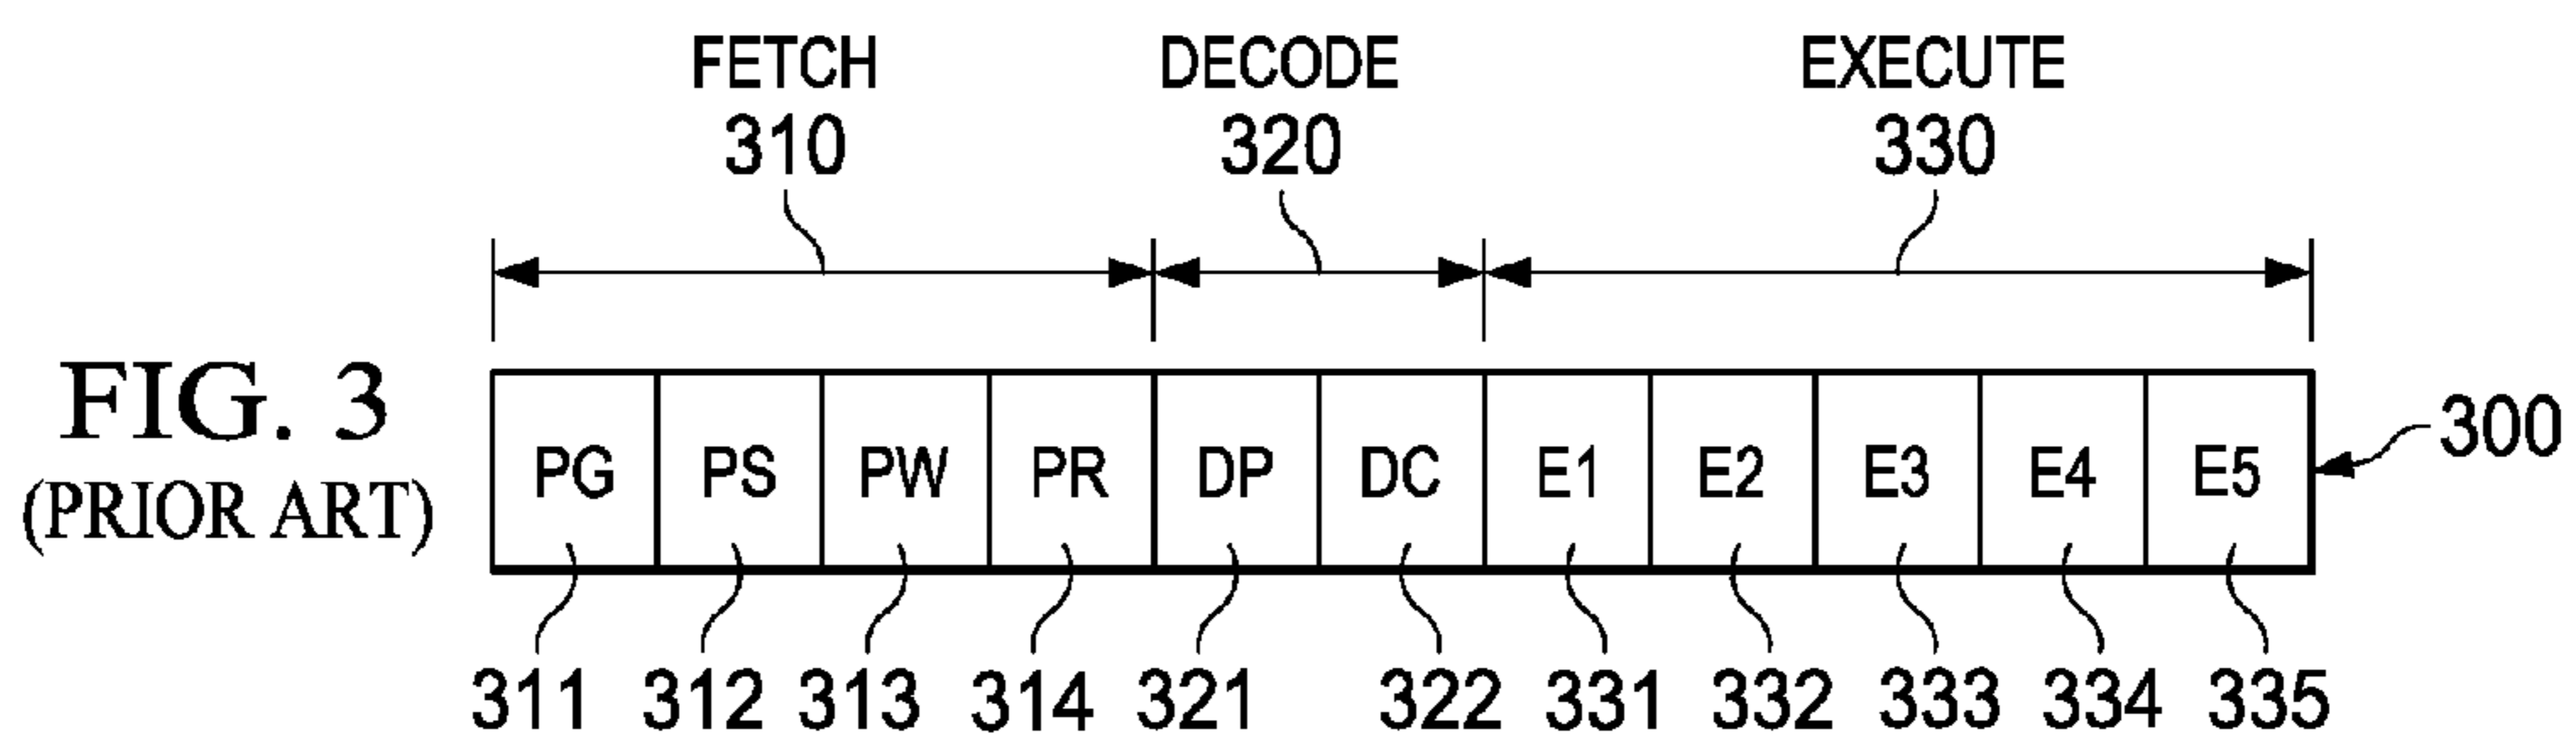 FETCH DECODE EXECUTE
310 320 330
FIG. 3
(PRIOR ART)
PG PS PW PR DP DC E1 E2 E3 E4 E5
300
311 312 313 314 321 322 331 332 333 334 335